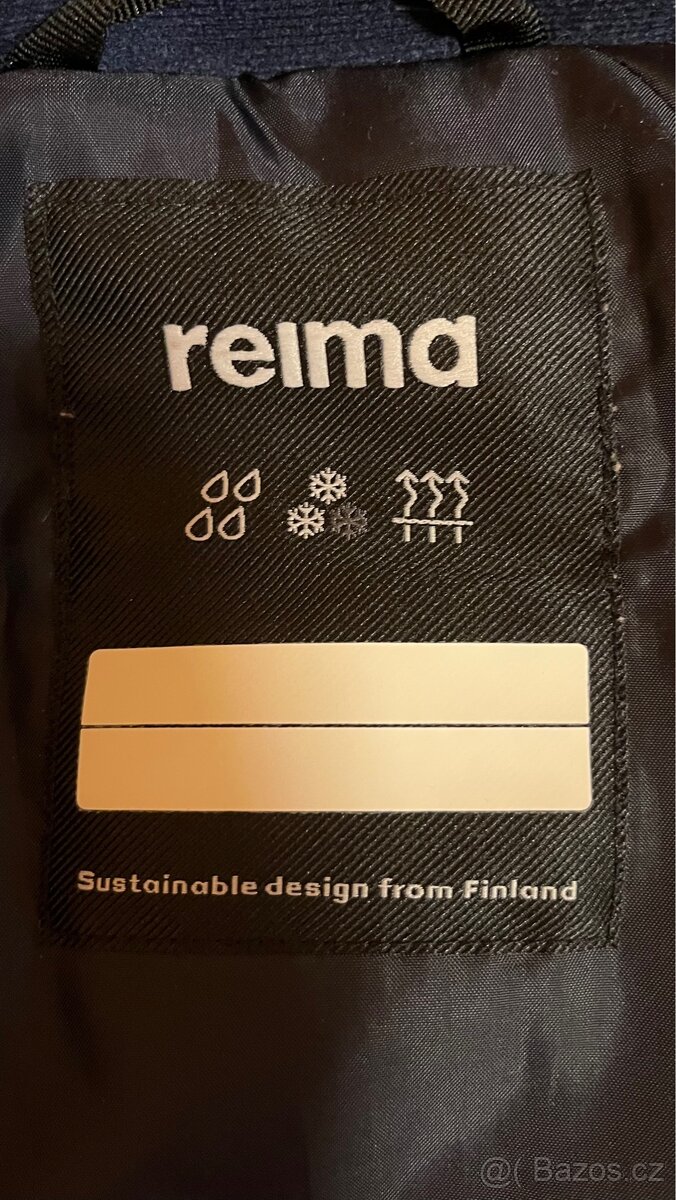 reima
Sustainable design from Finland
@( Bazos.cz